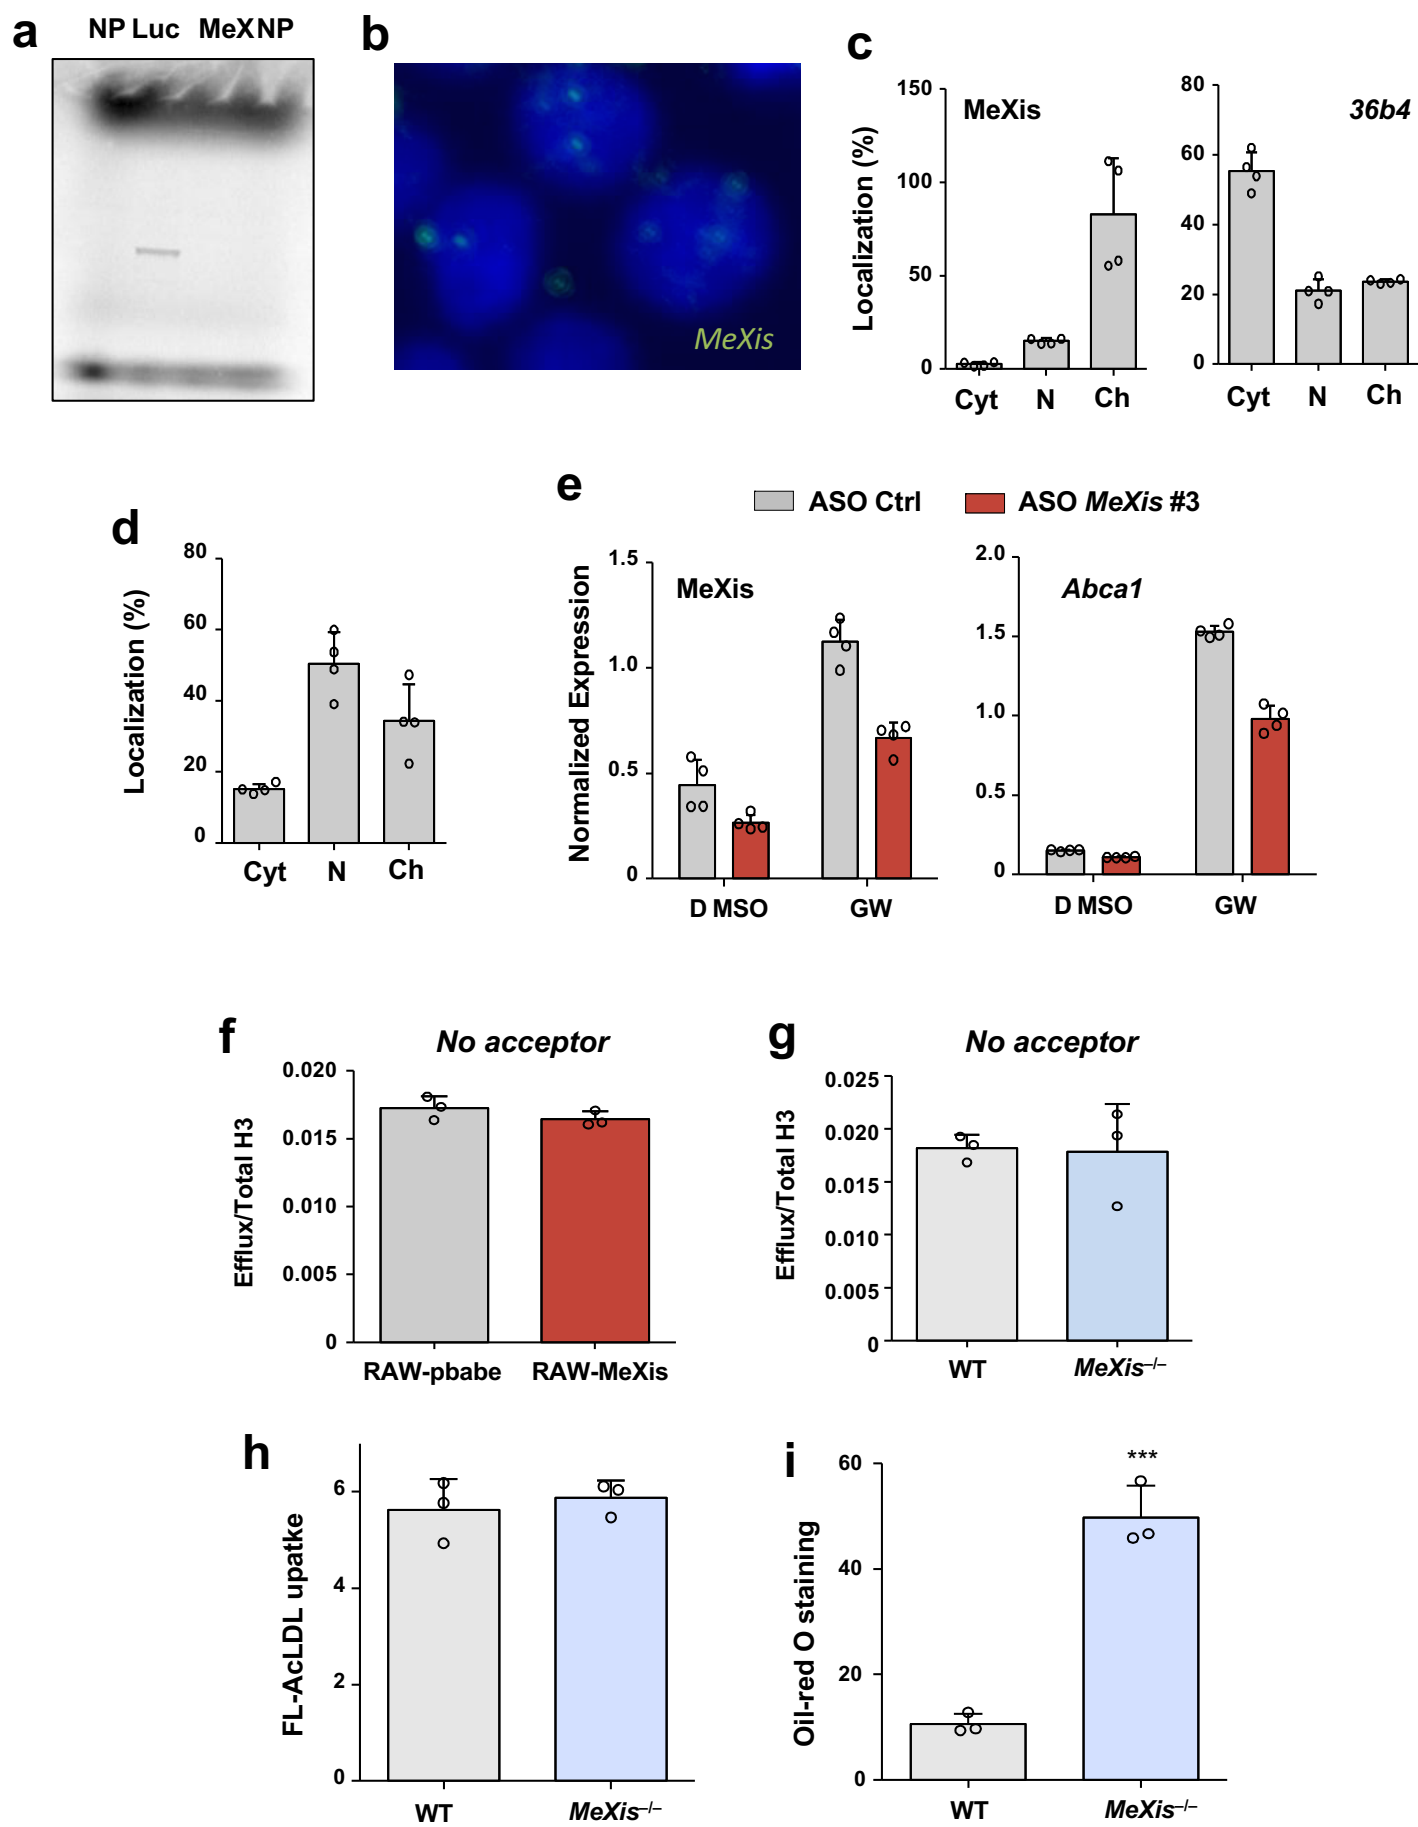 a
NP Luc MeX NP
b
MeXis
c
Localization (%)
150
100
50
0
MeXis
Cyt N Ch
80
60
40
20
0
36b4
Cyt N Ch
d
Localization (%)
80
60
40
20
0
Cyt N Ch
e
ASO Ctrl ASO MeXis #3
Normalized Expression
1.5
1.0
0.5
0
MeXis
D MSO GW
2.0
1.5
1.0
0.5
0
Abca1
D MSO GW
f
No acceptor
Efflux/Total H3
0.020
0.015
0.010
0.005
0
RAW-pbabe RAW-MeXis
g
No acceptor
Efflux/Total H3
0.025
0.020
0.015
0.010
0.005
0
WT MeXis–/–
h
FL-AcLDL upatke
6
4
2
0
WT MeXis–/–
i
Oil-red O staining
60
40
20
0
***
WT MeXis–/–